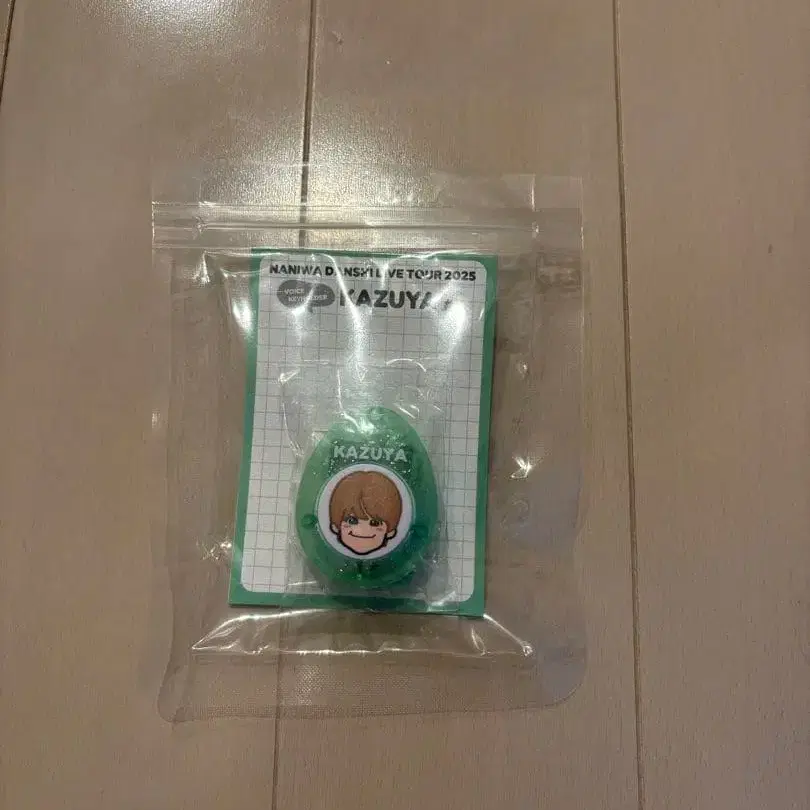 NANIWA DANSHI LIVE TOUR 2025
VOICE
KEYHOLDER
KAZUYA
KAZUYA